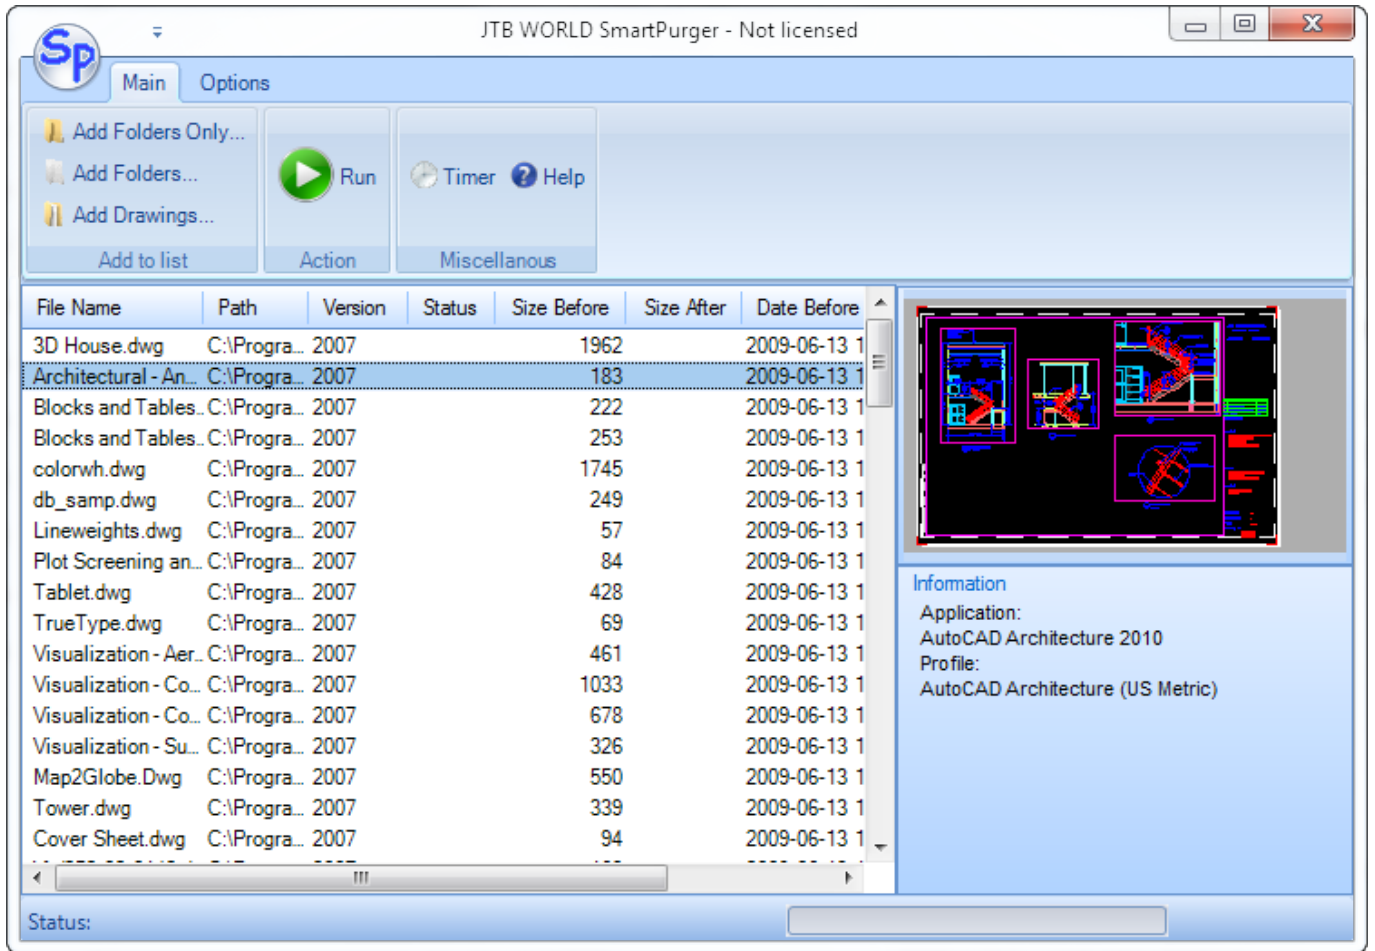 Sp
JTB WORLD SmartPurger - Not licensed
Main Options
Add Folders Only...
Add Folders...
Add Drawings...
Run
Timer Help
Add to list Action Miscellanous
File Name Path Version Status Size Before Size After Date Before
3D House.dwg C:\Progra... 2007 1962 2009-06-13 1
Architectural - An... C:\Progra... 2007 183 2009-06-13 1
Blocks and Tables... C:\Progra... 2007 222 2009-06-13 1
Blocks and Tables... C:\Progra... 2007 253 2009-06-13 1
colorwh.dwg C:\Progra... 2007 1745 2009-06-13 1
db_samp.dwg C:\Progra... 2007 249 2009-06-13 1
Lineweights.dwg C:\Progra... 2007 57 2009-06-13 1
Plot Screening an... C:\Progra... 2007 84 2009-06-13 1
Tablet.dwg C:\Progra... 2007 428 2009-06-13 1
TrueType.dwg C:\Progra... 2007 69 2009-06-13 1
Visualization - Aer... C:\Progra... 2007 461 2009-06-13 1
Visualization - Co... C:\Progra... 2007 1033 2009-06-13 1
Visualization - Co... C:\Progra... 2007 678 2009-06-13 1
Visualization - Su... C:\Progra... 2007 326 2009-06-13 1
Map2Globe.Dwg C:\Progra... 2007 550 2009-06-13 1
Tower.dwg C:\Progra... 2007 339 2009-06-13 1
Cover Sheet.dwg C:\Progra... 2007 94 2009-06-13 1
Information
Application:
AutoCAD Architecture 2010
Profile:
AutoCAD Architecture (US Metric)
Status: